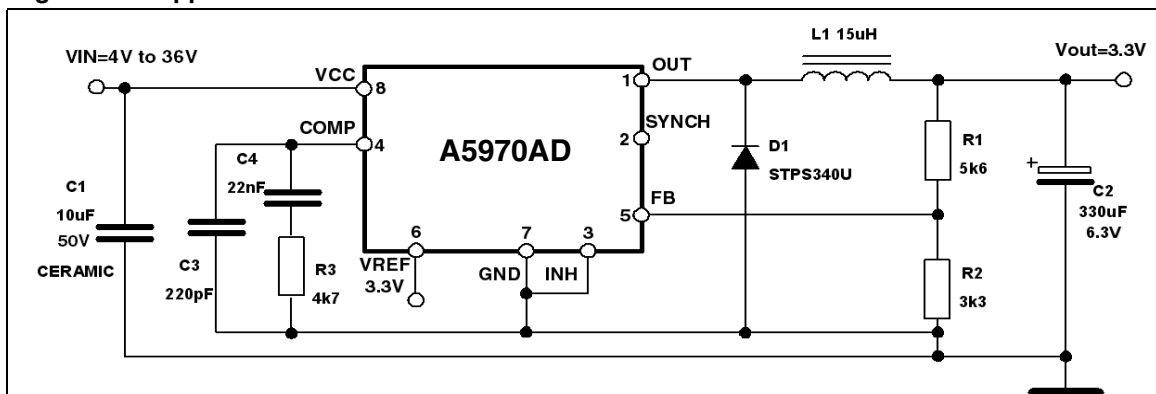 VIN=4V to 36V
VCC
8
COMP
4
A5970AD
OUT
1
SYNCH
2
FB
5
6
VREF
3.3V
7
GND
3
INH
L1 15uH
Vout=3.3V
D1
STPS340U
R1
5k6
R2
3k3
+
C2
330uF
6.3V
C1
10uF
50V
CERAMIC
C4
22nF
C3
220pF
R3
4k7